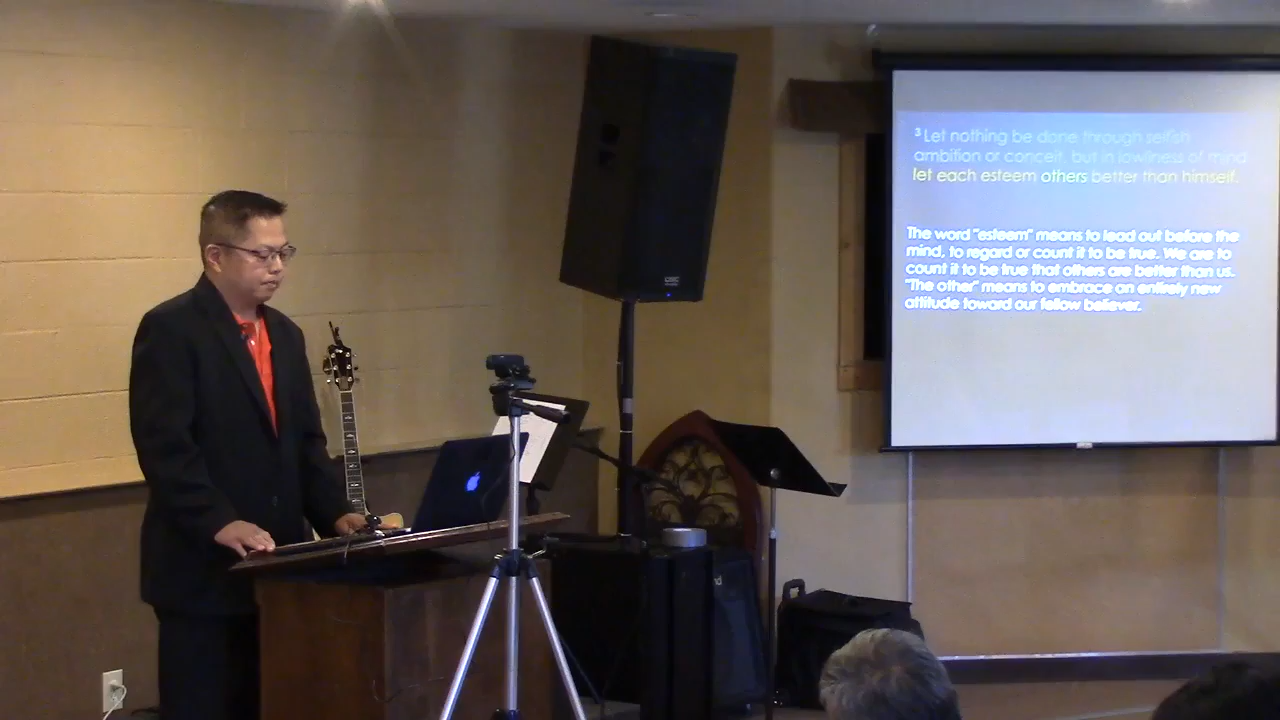 3 Let nothing be done through selfish
ambition or conceit, but in lowliness of mind
let each esteem others better than himself.
The word "esteem" means to lead out before the
mind, to regard or count it to be true. We are to
count it to be true that others are better than us.
"The other" means to embrace an entirely new
attitude toward our fellow believer.